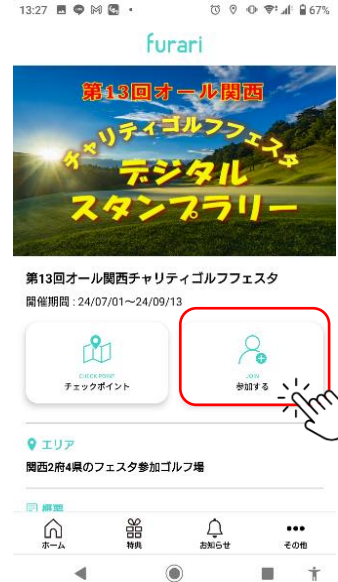 13:27
67%
furari
第13回オール関西
チャリティゴルフフェスタ
デジタル
スタンプラリー
第13回オール関西チャリティゴルフフェスタ
開催期間 : 24/07/01～24/09/13
CHECK POINT
チェックポイント
JOIN
参加する
エリア
関西2府4県のフェスタ参加ゴルフ場
概要
ホーム
特典
お知らせ
その他